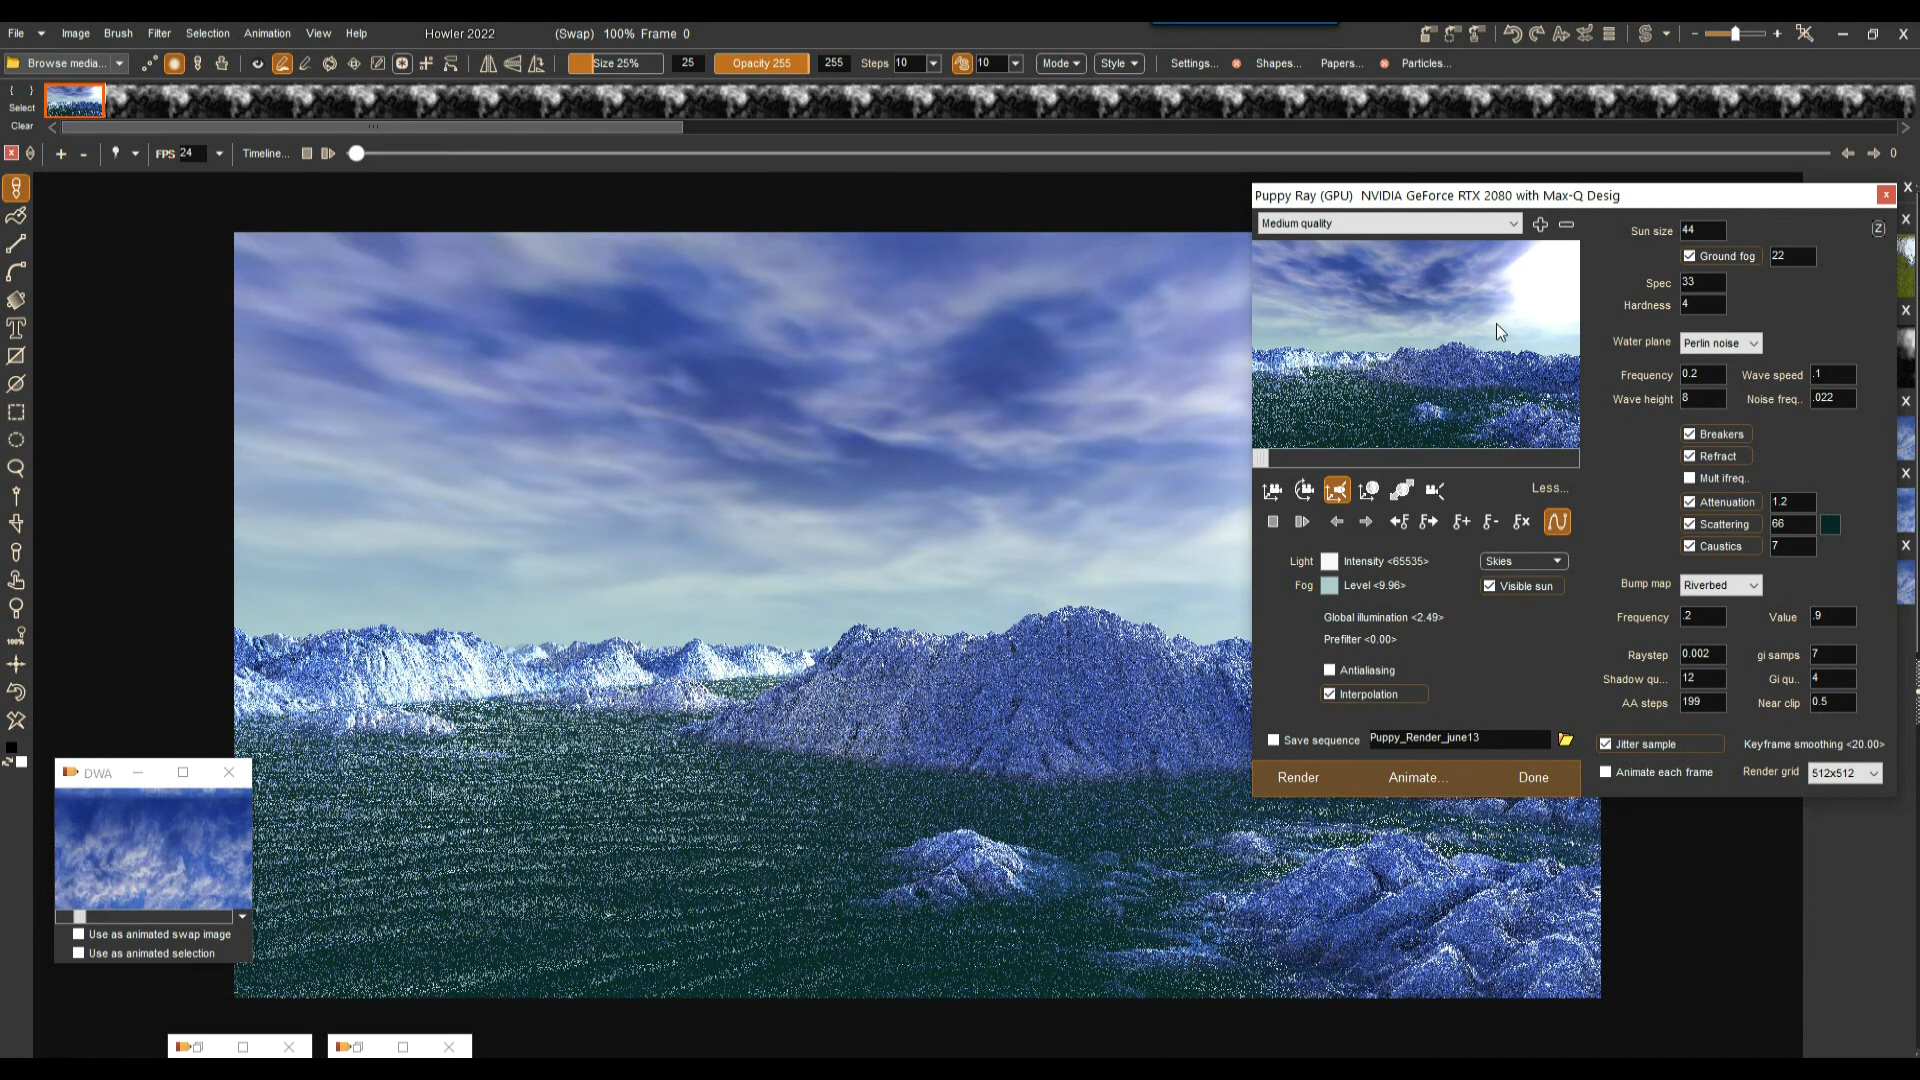 File Image Brush Filter Selection Animation View Help Howler 2022 (Swap) 100% Frame 0
Browse media... Size 25% 25 Opacity 255 255 Steps 10 10 Mode Style Settings... Shapes... Papers... Particles...
{ }
Select
Clear
+ - FPS 24 Timeline... 0
Puppy Ray (GPU) NVIDIA GeForce RTX 2080 with Max-Q Desig
Medium quality
Sun size 44
Ground fog 22
Spec 33
Hardness 4
Water plane Perlin noise
Frequency 0.2 Wave speed .1
Wave height 8 Noise freq.. .022
Breakers
Refract
Mult ifreq..
Attenuation 1.2
Scattering 66
Caustics 7
Less...
Light Intensity <65535> Skies
Fog Level <9.96> Visible sun
Global illumination <2.49>
Prefilter <0.00>
Antialiasing
Interpolation
Bump map Riverbed
Frequency .2 Value .9
Raystep 0.002 gi samps 7
Shadow qu... 12 Gi qu.. 4
AA steps 199 Near clip 0.5
Save sequence Puppy_Render_june13
Jitter sample Keyframe smoothing <20.00>
Animate each frame Render grid 512x512
Render Animate... Done
100%
DWA
Use as animated swap image
Use as animated selection